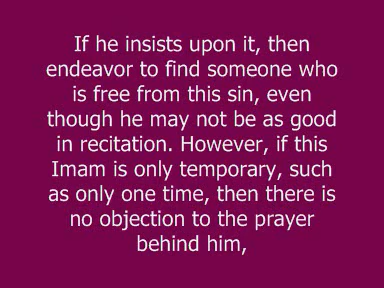 If he insists upon it, then
endeavor to find someone who
is free from this sin, even
though he may not be as good
in recitation. However, if this
Imam is only temporary, such
as only one time, then there is
no objection to the prayer
behind him,